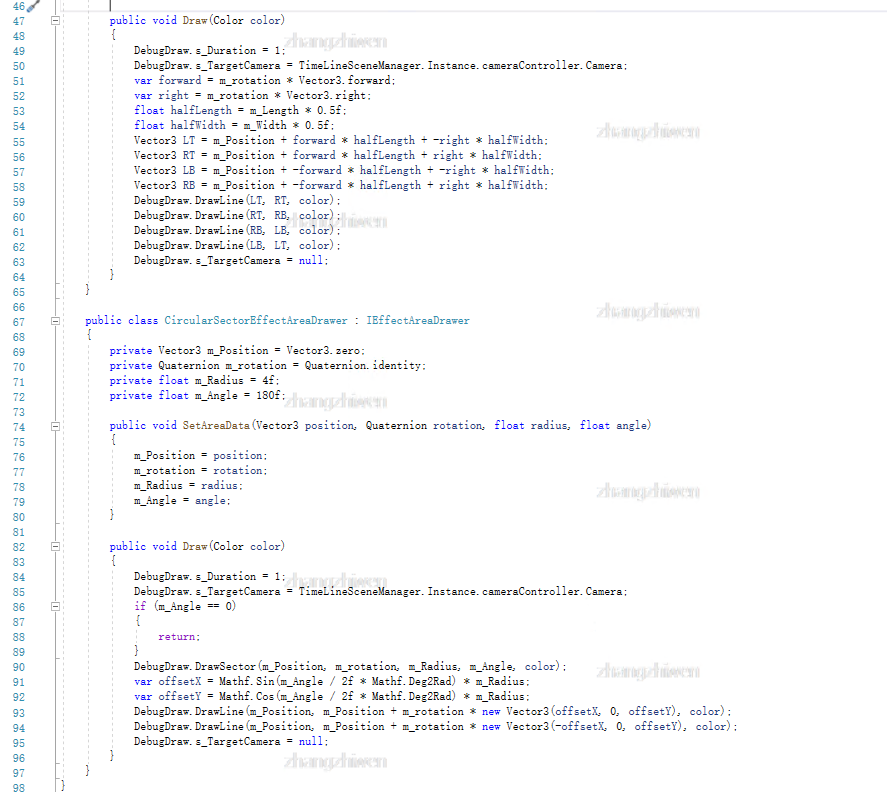 46
47 public void Draw(Color color)
48 {
49 DebugDraw.s_Duration = 1;
50 DebugDraw.s_TargetCamera = TimeLineSceneManager.Instance.cameraController.Camera;
51 var forward = m_rotation * Vector3.forward;
52 var right = m_rotation * Vector3.right;
53 float halfLength = m_Length * 0.5f;
54 float halfWidth = m_Width * 0.5f;
55 Vector3 LT = m_Position + forward * halfLength + -right * halfWidth;
56 Vector3 RT = m_Position + forward * halfLength + right * halfWidth;
57 Vector3 LB = m_Position + -forward * halfLength + -right * halfWidth;
58 Vector3 RB = m_Position + -forward * halfLength + right * halfWidth;
59 DebugDraw.DrawLine(LT, RT, color);
60 DebugDraw.DrawLine(RT, RB, color);
61 DebugDraw.DrawLine(RB, LB, color);
62 DebugDraw.DrawLine(LB, LT, color);
63 DebugDraw.s_TargetCamera = null;
64 }
65 }
66
67 public class CircularSectorEffectAreaDrawer : IEffectAreaDrawer
68 {
69 private Vector3 m_Position = Vector3.zero;
70 private Quaternion m_rotation = Quaternion.identity;
71 private float m_Radius = 4f;
72 private float m_Angle = 180f;
73
74 public void SetAreaData(Vector3 position, Quaternion rotation, float radius, float angle)
75 {
76 m_Position = position;
77 m_rotation = rotation;
78 m_Radius = radius;
79 m_Angle = angle;
80 }
81
82 public void Draw(Color color)
83 {
84 DebugDraw.s_Duration = 1;
85 DebugDraw.s_TargetCamera = TimeLineSceneManager.Instance.cameraController.Camera;
86 if (m_Angle == 0)
87 {
88 return;
89 }
90 DebugDraw.DrawSector(m_Position, m_rotation, m_Radius, m_Angle, color);
91 var offsetX = Mathf.Sin(m_Angle / 2f * Mathf.Deg2Rad) * m_Radius;
92 var offsetY = Mathf.Cos(m_Angle / 2f * Mathf.Deg2Rad) * m_Radius;
93 DebugDraw.DrawLine(m_Position, m_Position + m_rotation * new Vector3(offsetX, 0, offsetY), color);
94 DebugDraw.DrawLine(m_Position, m_Position + m_rotation * new Vector3(-offsetX, 0, offsetY), color);
95 DebugDraw.s_TargetCamera = null;
96 }
97 }
98 }
zhangzhiwen
zhangzhiwen
zhangzhiwen
zhangzhiwen
zhangzhiwen
zhangzhiwen
zhangzhiwen
zhangzhiwen
zhangzhiwen